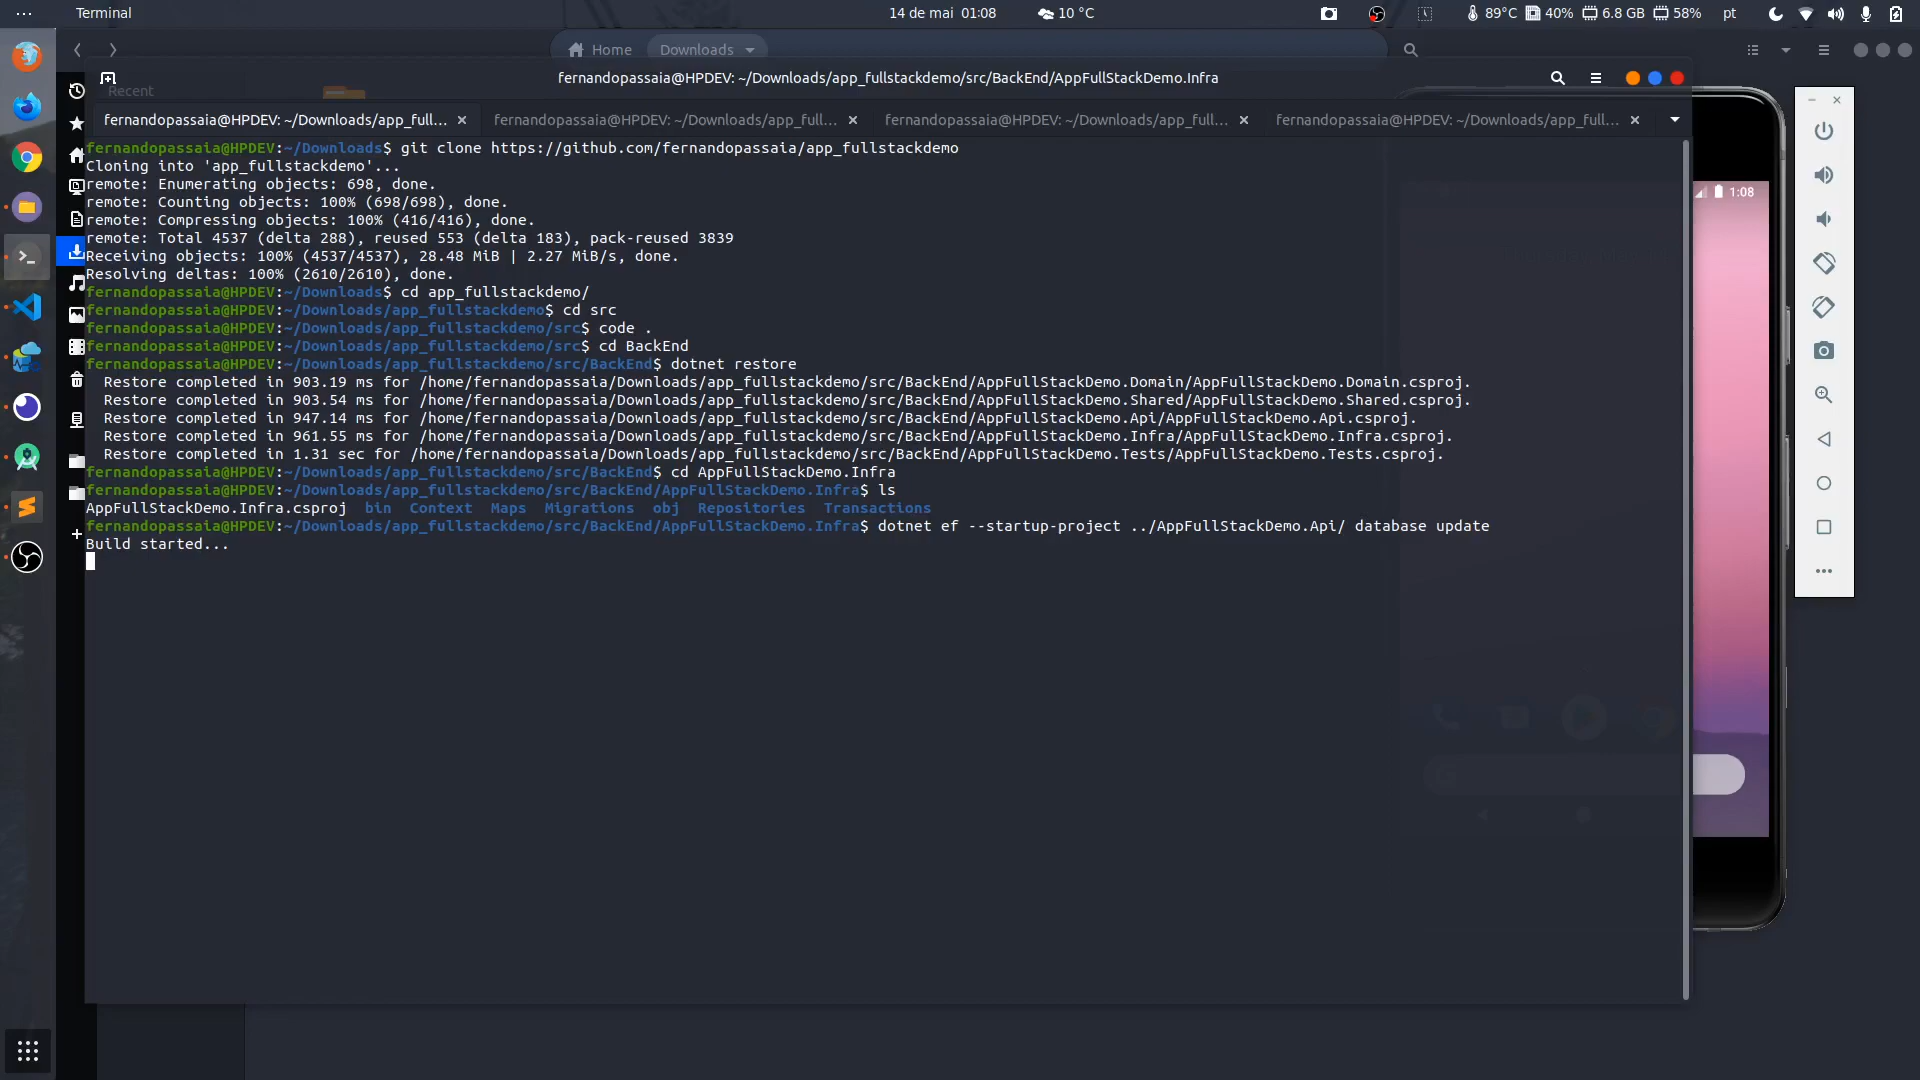 Terminal
14 de mai 01:08
10 °C
89°C 40% 6.8 GB 58% pt
Home
Downloads
Recent
fernandopassaia@HPDEV: ~/Downloads/app_fullstackdemo/src/BackEnd/AppFullStackDemo.Infra
fernandopassaia@HPDEV: ~/Downloads/app_full...
fernandopassaia@HPDEV: ~/Downloads/app_full...
fernandopassaia@HPDEV: ~/Downloads/app_full...
fernandopassaia@HPDEV: ~/Downloads/app_full...
fernandopassaia@HPDEV:~/Downloads$ git clone https://github.com/fernandopassaia/app_fullstackdemo
Cloning into 'app_fullstackdemo'...
remote: Enumerating objects: 698, done.
remote: Counting objects: 100% (698/698), done.
remote: Compressing objects: 100% (416/416), done.
remote: Total 4537 (delta 288), reused 553 (delta 183), pack-reused 3839
Receiving objects: 100% (4537/4537), 28.48 MiB | 2.27 MiB/s, done.
Resolving deltas: 100% (2610/2610), done.
fernandopassaia@HPDEV:~/Downloads$ cd app_fullstackdemo/
fernandopassaia@HPDEV:~/Downloads/app_fullstackdemo$ cd src
fernandopassaia@HPDEV:~/Downloads/app_fullstackdemo/src$ code .
fernandopassaia@HPDEV:~/Downloads/app_fullstackdemo/src$ cd BackEnd
fernandopassaia@HPDEV:~/Downloads/app_fullstackdemo/src/BackEnd$ dotnet restore
Restore completed in 903.19 ms for /home/fernandopassaia/Downloads/app_fullstackdemo/src/BackEnd/AppFullStackDemo.Domain/AppFullStackDemo.Domain.csproj.
Restore completed in 903.54 ms for /home/fernandopassaia/Downloads/app_fullstackdemo/src/BackEnd/AppFullStackDemo.Shared/AppFullStackDemo.Shared.csproj.
Restore completed in 947.14 ms for /home/fernandopassaia/Downloads/app_fullstackdemo/src/BackEnd/AppFullStackDemo.Api/AppFullStackDemo.Api.csproj.
Restore completed in 961.55 ms for /home/fernandopassaia/Downloads/app_fullstackdemo/src/BackEnd/AppFullStackDemo.Infra/AppFullStackDemo.Infra.csproj.
Restore completed in 1.31 sec for /home/fernandopassaia/Downloads/app_fullstackdemo/src/BackEnd/AppFullStackDemo.Tests/AppFullStackDemo.Tests.csproj.
fernandopassaia@HPDEV:~/Downloads/app_fullstackdemo/src/BackEnd$ cd AppFullStackDemo.Infra
fernandopassaia@HPDEV:~/Downloads/app_fullstackdemo/src/BackEnd/AppFullStackDemo.Infra$ ls
AppFullStackDemo.Infra.csproj bin Context Maps Migrations obj Repositories Transactions
fernandopassaia@HPDEV:~/Downloads/app_fullstackdemo/src/BackEnd/AppFullStackDemo.Infra$ dotnet ef --startup-project ../AppFullStackDemo.Api/ database update
Build started...
1:08